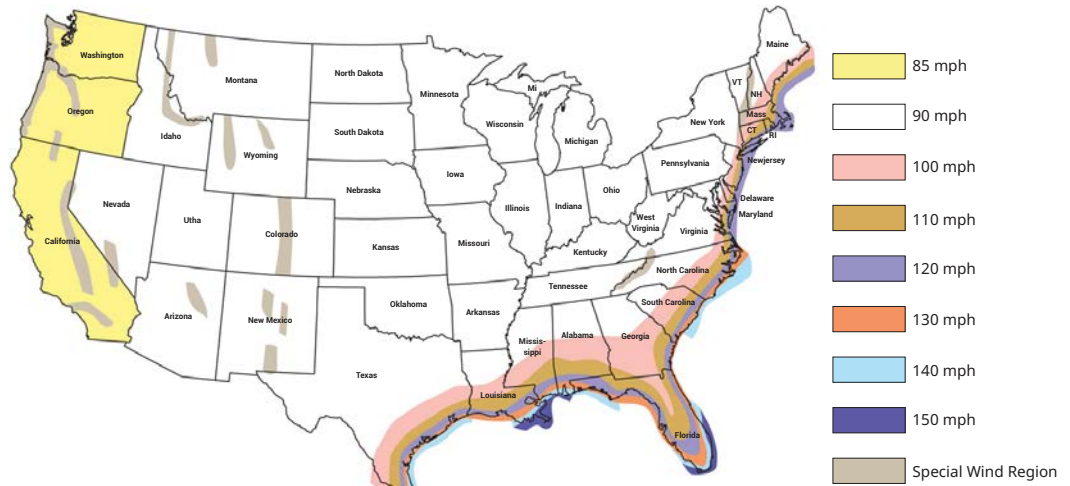 Washington
Oregon
California
Nevada
Idaho
Montana
Wyoming
Utha
Colorado
Arizona
New Mexico
North Dakota
South Dakota
Nebraska
Kansas
Oklahoma
Texas
Minnesota
Iowa
Missouri
Arkansas
Louisiana
Wisconsin
Mi
Michigan
Illinois
Indiana
Ohio
Kentucky
Tennessee
Missis-
sippi
Alabama
Georgia
Florida
South Carolina
North Carolina
Virginia
West
Virginia
Pennsylvania
New York
VT
NH
Maine
Mass
CT
RI
Newjersey
Delaware
Maryland
85 mph
90 mph
100 mph
110 mph
120 mph
130 mph
140 mph
150 mph
Special Wind Region